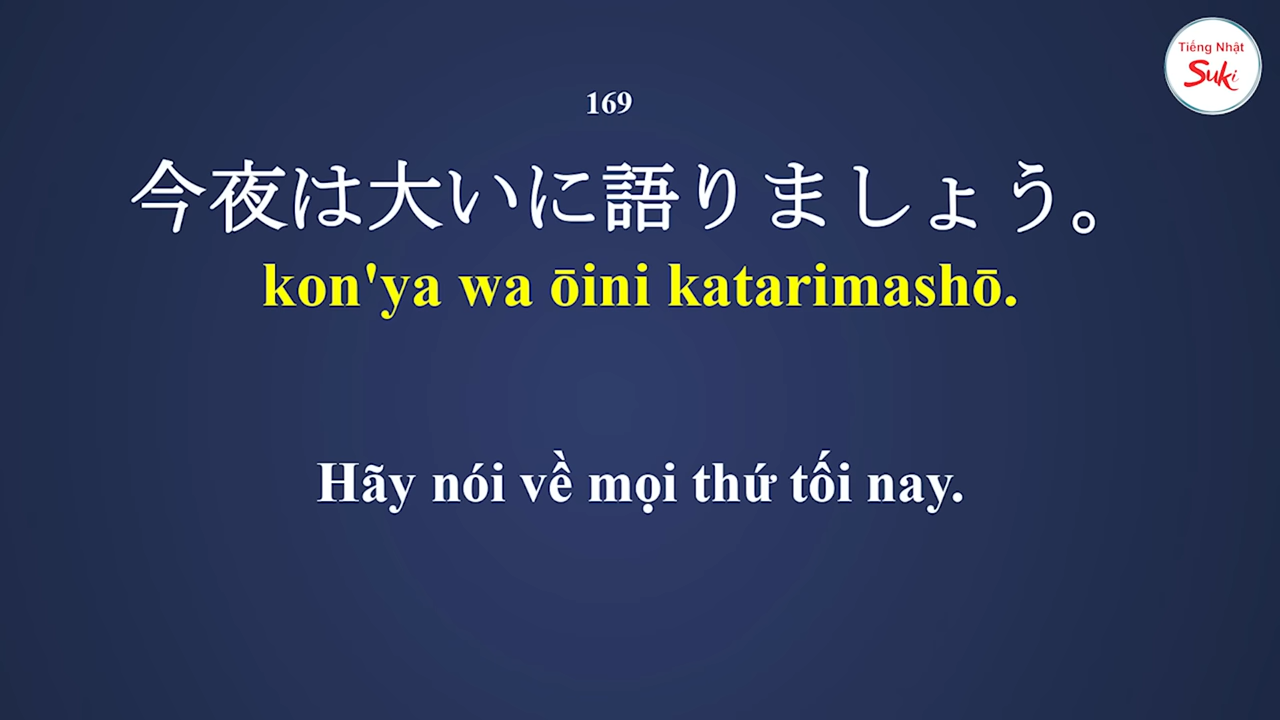 Tiếng Nhật
Suki
169
今夜は大いに語りましょう。
kon'ya wa ōini katarimashō.
Hãy nói về mọi thứ tối nay.